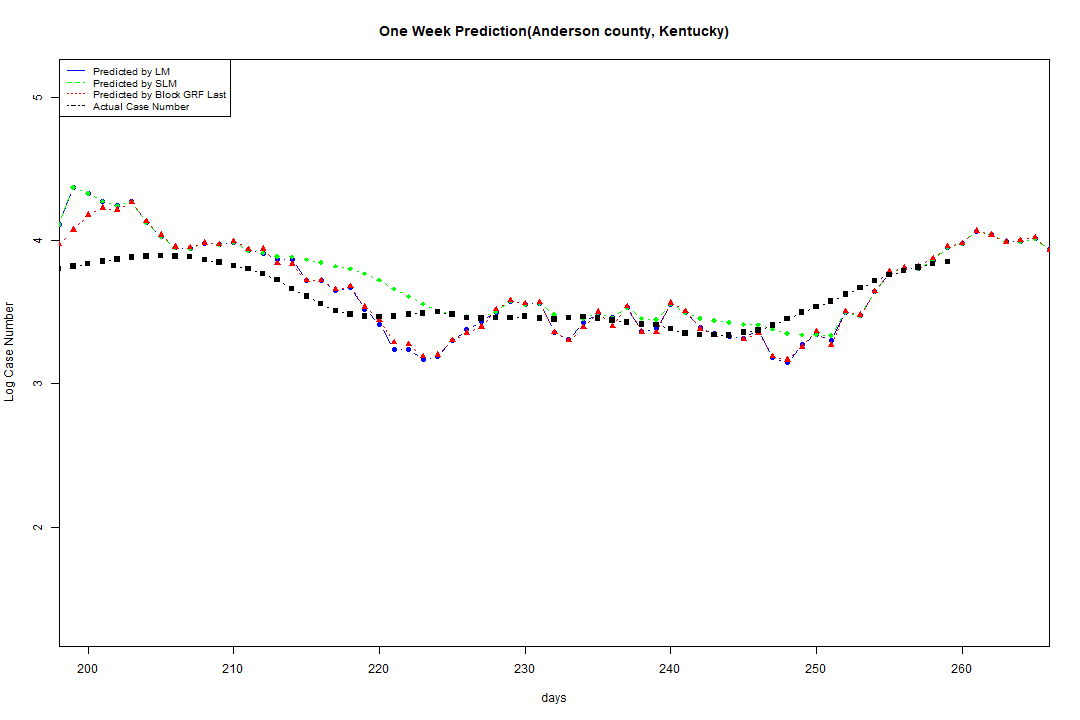 One Week Prediction(Anderson county, Kentucky)
Predicted by LM
Predicted by SLM
Predicted by Block GRF Last
Actual Case Number
5
4
3
2
Log Case Number
200 210 220 230 240 250 260
days